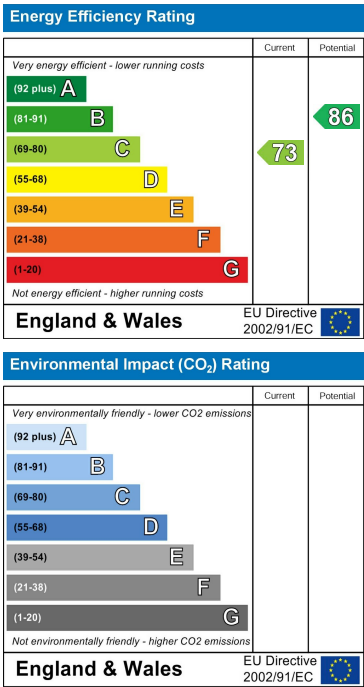 Energy Efficiency Rating
Current Potential
Very energy efficient - lower running costs
(92 plus) A
(81-91) B
86
(69-80) C
73
(55-68) D
(39-54) E
(21-38) F
(1-20) G
Not energy efficient - higher running costs
England & Wales
EU Directive
2002/91/EC
Environmental Impact (CO₂) Rating
Current Potential
Very environmentally friendly - lower CO2 emissions
(92 plus) A
(81-91) B
(69-80) C
(55-68) D
(39-54) E
(21-38) F
(1-20) G
Not environmentally friendly - higher CO2 emissions
England & Wales
EU Directive
2002/91/EC